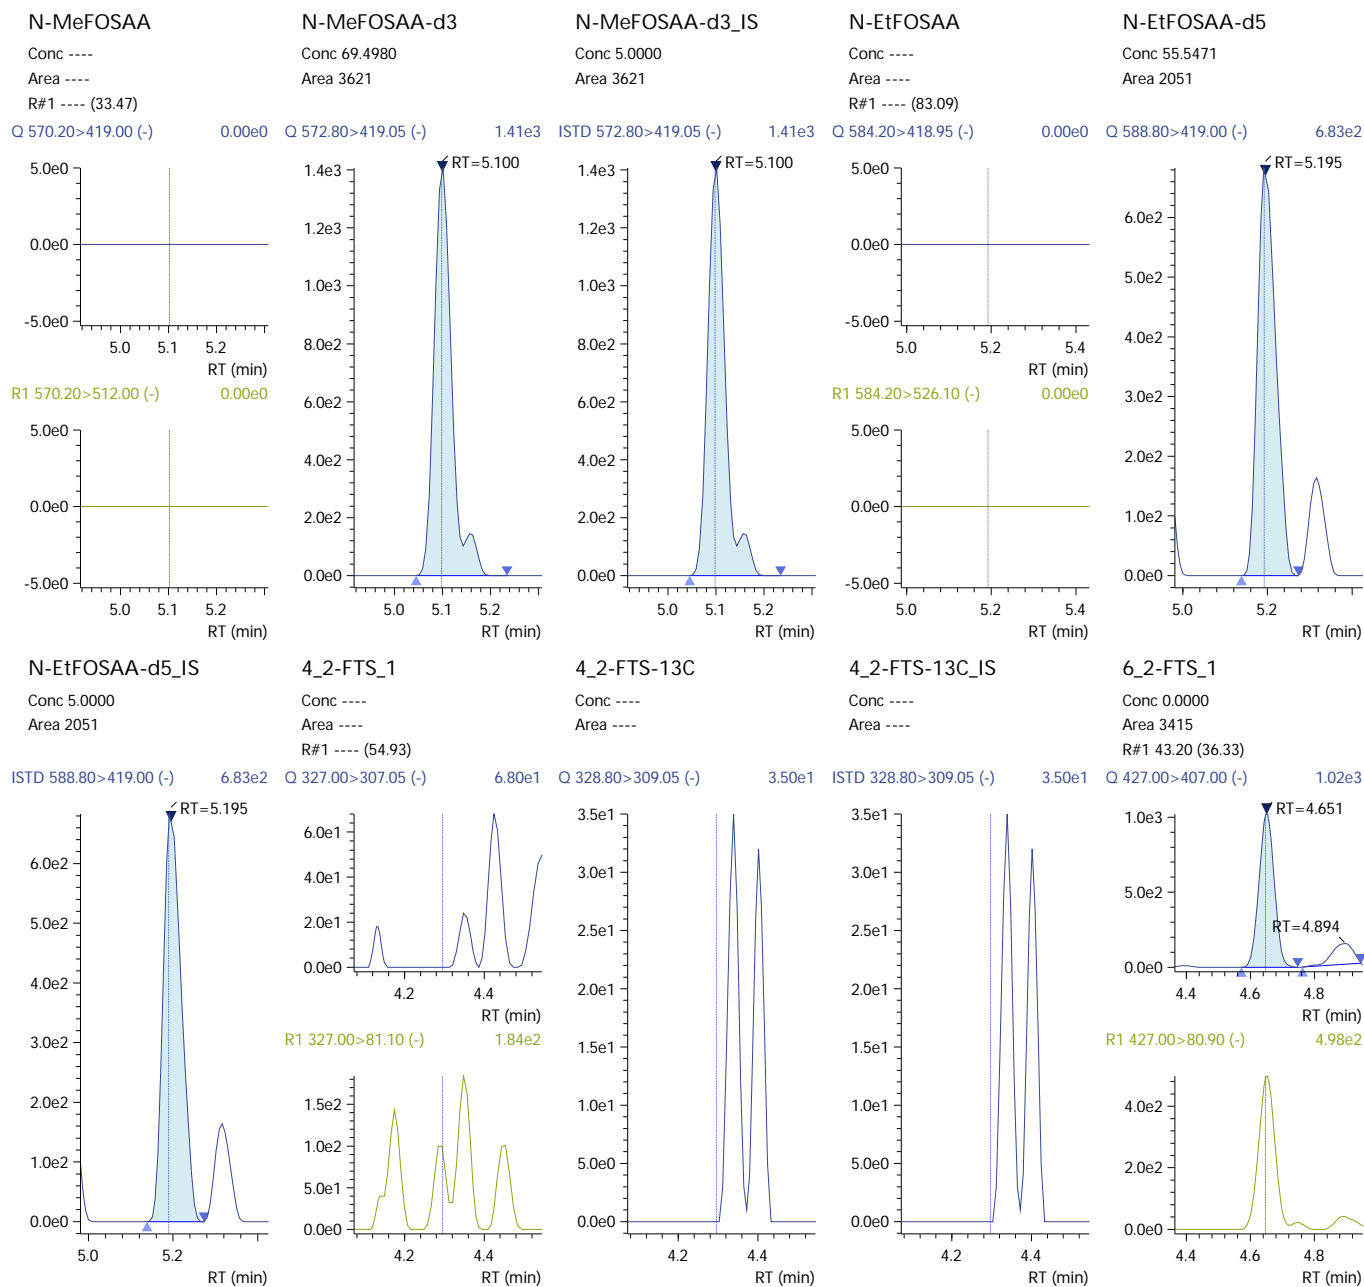 N-MeFOSAA
Conc ----
Area ----
R#1 ---- (33.47)
Q 570.20>419.00 (-) 0.00e0
5.0e0
0.0e0
-5.0e0
5.0 5.1 5.2
RT (min)
R1 570.20>512.00 (-) 0.00e0
5.0e0
0.0e0
-5.0e0
5.0 5.1 5.2
RT (min)
N-MeFOSAA-d3
Conc 69.4980
Area 3621
Q 572.80>419.05 (-) 1.41e3
RT=5.100
1.4e3
1.2e3
1.0e3
8.0e2
6.0e2
4.0e2
2.0e2
0.0e0
5.0 5.1 5.2
RT (min)
N-MeFOSAA-d3_IS
Conc 5.0000
Area 3621
ISTD 572.80>419.05 (-) 1.41e3
RT=5.100
1.4e3
1.2e3
1.0e3
8.0e2
6.0e2
4.0e2
2.0e2
0.0e0
5.0 5.1 5.2
RT (min)
N-EtFOSAA
Conc ----
Area ----
R#1 ---- (83.09)
Q 584.20>418.95 (-) 0.00e0
5.0e0
0.0e0
-5.0e0
5.0 5.2 5.4
RT (min)
R1 584.20>526.10 (-) 0.00e0
5.0e0
0.0e0
-5.0e0
5.0 5.2 5.4
RT (min)
N-EtFOSAA-d5
Conc 55.5471
Area 2051
Q 588.80>419.00 (-) 6.83e2
RT=5.195
6.0e2
5.0e2
4.0e2
3.0e2
2.0e2
1.0e2
0.0e0
5.0 5.2
RT (min)
N-EtFOSAA-d5_IS
Conc 5.0000
Area 2051
ISTD 588.80>419.00 (-) 6.83e2
RT=5.195
6.0e2
5.0e2
4.0e2
3.0e2
2.0e2
1.0e2
0.0e0
5.0 5.2
RT (min)
4_2-FTS_1
Conc ----
Area ----
R#1 ---- (54.93)
Q 327.00>307.05 (-) 6.80e1
6.0e1
4.0e1
2.0e1
0.0e0
4.2 4.4
RT (min)
R1 327.00>81.10 (-) 1.84e2
1.5e2
1.0e2
5.0e1
0.0e0
4.2 4.4
RT (min)
4_2-FTS-13C
Conc ----
Area ----
Q 328.80>309.05 (-) 3.50e1
3.5e1
3.0e1
2.5e1
2.0e1
1.5e1
1.0e1
5.0e0
0.0e0
4.2 4.4
RT (min)
4_2-FTS-13C_IS
Conc ----
Area ----
ISTD 328.80>309.05 (-) 3.50e1
3.5e1
3.0e1
2.5e1
2.0e1
1.5e1
1.0e1
5.0e0
0.0e0
4.2 4.4
RT (min)
6_2-FTS_1
Conc 0.0000
Area 3415
R#1 43.20 (36.33)
Q 427.00>407.00 (-) 1.02e3
RT=4.651
1.0e3
5.0e2
RT=4.894
0.0e0
4.4 4.6 4.8
RT (min)
R1 427.00>80.90 (-) 4.98e2
4.0e2
2.0e2
0.0e0
4.4 4.6 4.8
RT (min)